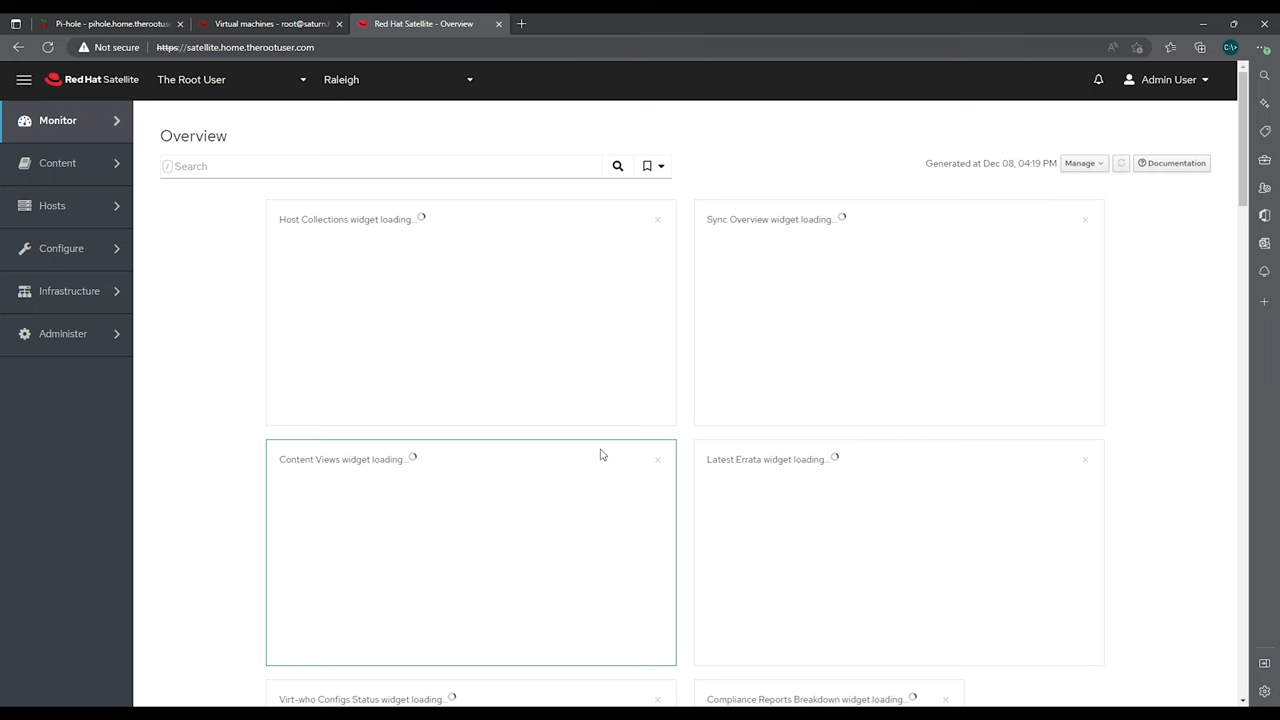 Pi-hole - pihole.home.therootus
Virtual machines - root@saturn.
Red Hat Satellite - Overview
Not secure
https://satellite.home.therootuser.com
Red Hat Satellite
The Root User
Raleigh
Admin User
Monitor
Content
Hosts
Configure
Infrastructure
Administer
Overview
/ Search
Generated at Dec 08, 04:19 PM
Manage
Documentation
Host Collections widget loading...
Sync Overview widget loading...
Content Views widget loading...
Latest Errata widget loading...
Virt-who Configs Status widget loading...
Compliance Reports Breakdown widget loading...